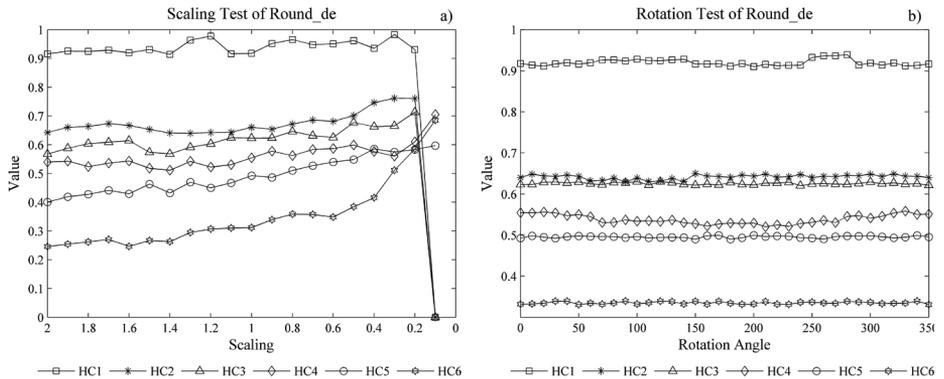 Scaling Test of Round_de
a)
Value
1
0.9
0.8
0.7
0.6
0.5
0.4
0.3
0.2
0.1
0
2 1.8 1.6 1.4 1.2 1 0.8 0.6 0.4 0.2 0
Scaling
HC1 HC2 HC3 HC4 HC5 HC6
Rotation Test of Round_de
b)
Value
1
0.9
0.7
0.6
0.5
0.4
0 50 100 150 200 250 300 350
Rotation Angle
HC1 HC2 HC3 HC4 HC5 HC6